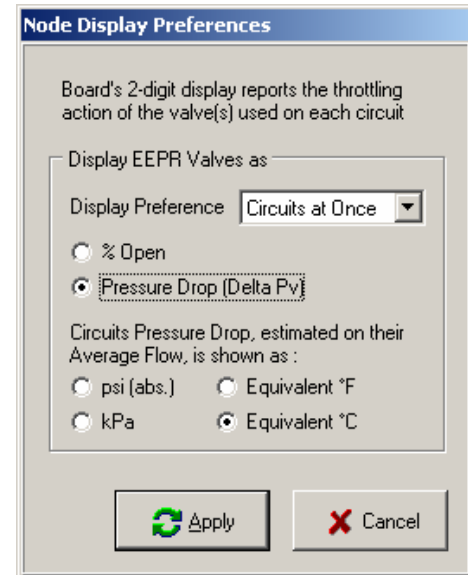 Node Display Preferences
Board's 2-digit display reports the throttling
action of the valve(s) used on each circuit
Display EEPR Valves as
Display Preference Circuits at Once
% Open
Pressure Drop (Delta Pv)
Circuits Pressure Drop, estimated on their
Average Flow, is shown as :
psi (abs.) Equivalent °F
kPa Equivalent °C
Apply Cancel